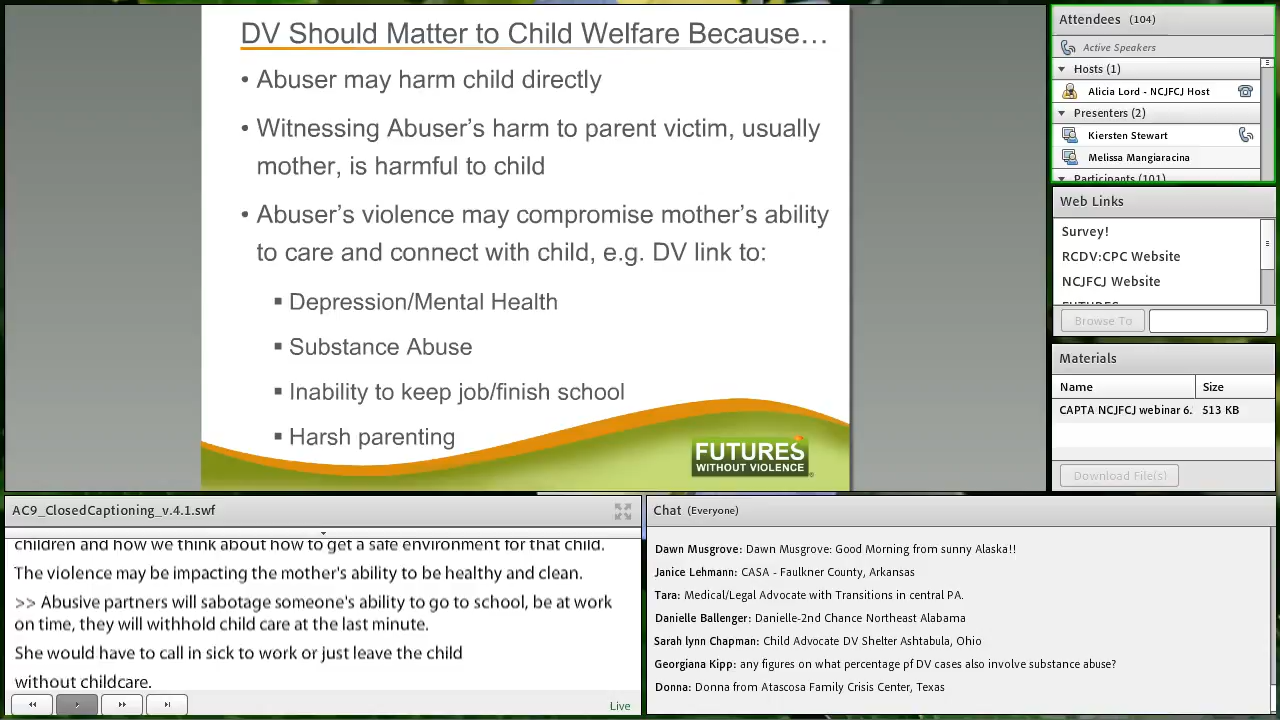 DV Should Matter to Child Welfare Because…
• Abuser may harm child directly
• Witnessing Abuser's harm to parent victim, usually
mother, is harmful to child
• Abuser's violence may compromise mother's ability
to care and connect with child, e.g. DV link to:
▪ Depression/Mental Health
▪ Substance Abuse
▪ Inability to keep job/finish school
▪ Harsh parenting
FUTURES
WITHOUT VIOLENCE
Attendees (104)
Active Speakers
Hosts (1)
Alicia Lord - NCJFCJ Host
Presenters (2)
Kiersten Stewart
Melissa Mangiaracina
Participants (101)
Web Links
Survey!
RCDV:CPC Website
NCJFCJ Website
FUTURES
Browse To
Materials
Name Size
CAPTA NCJFCJ webinar 6. 513 KB
Download File(s)
AC9_ClosedCaptioning_v.4.1.swf
children and how we think about how to get a safe environment for that child.
The violence may be impacting the mother's ability to be healthy and clean.
>> Abusive partners will sabotage someone's ability to go to school, be at work
on time, they will withhold child care at the last minute.
She would have to call in sick to work or just leave the child
without childcare.
Live
Chat (Everyone)
Dawn Musgrove: Dawn Musgrove: Good Morning from sunny Alaska!!
Janice Lehmann: CASA - Faulkner County, Arkansas
Tara: Medical/Legal Advocate with Transitions in central PA.
Danielle Ballenger: Danielle-2nd Chance Northeast Alabama
Sarah lynn Chapman: Child Advocate DV Shelter Ashtabula, Ohio
Georgiana Kipp: any figures on what percentage pf DV cases also involve substance abuse?
Donna: Donna from Atascosa Family Crisis Center, Texas